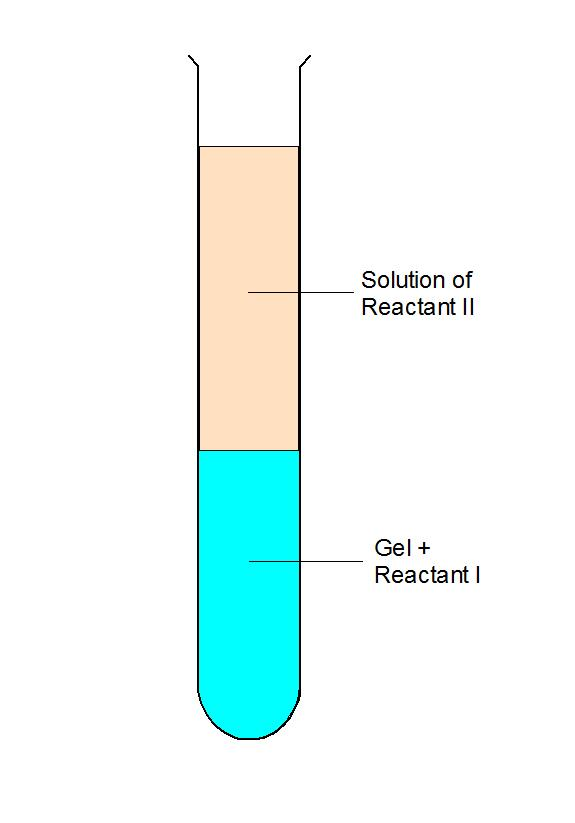 Solution of
Reactant II
Gel +
Reactant I